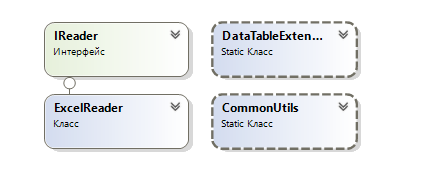 IReader
Интерфейс
DataTableExten...
Static Класс
ExcelReader
Класс
CommonUtils
Static Класс